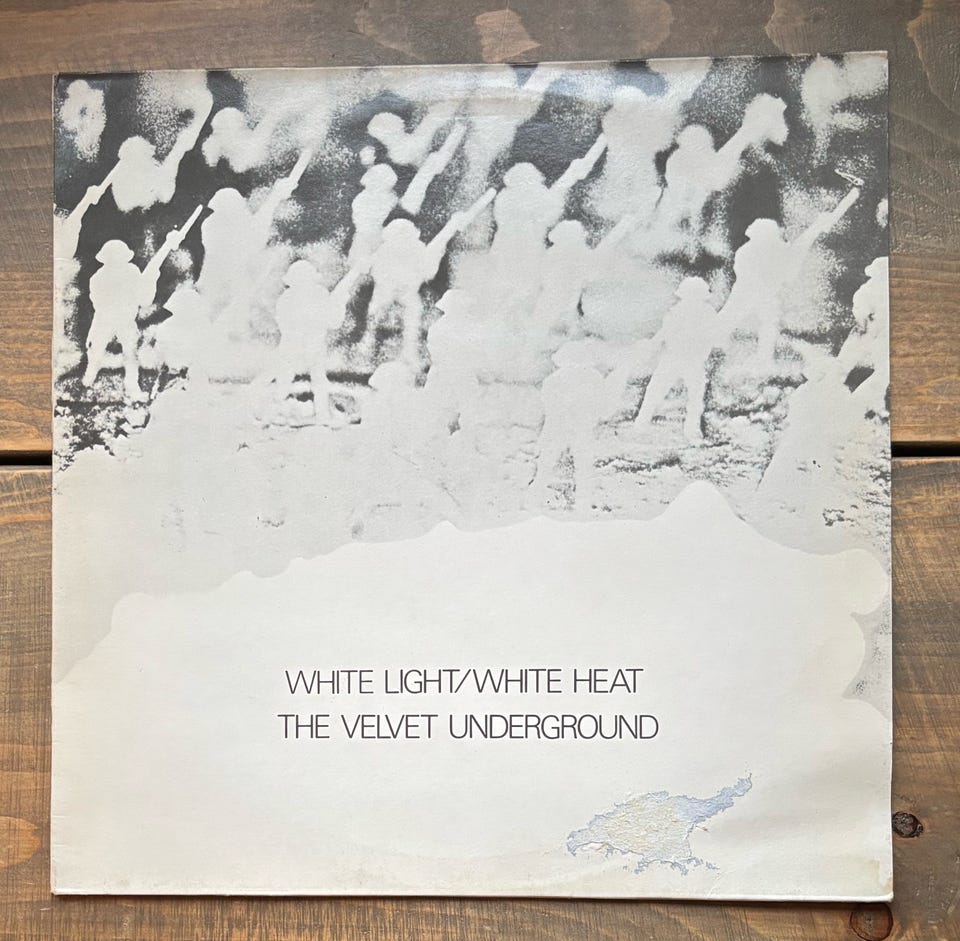 WHITE LIGHT/WHITE HEAT
THE VELVET UNDERGROUND